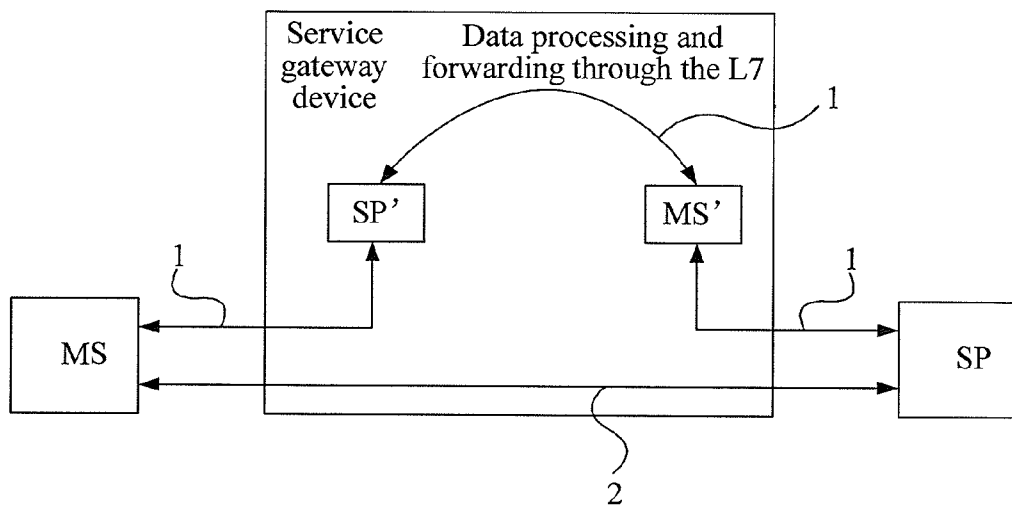 Service
gateway
device
Data processing and
forwarding through the L7
1
SP’
MS’
1
1
MS
SP
2